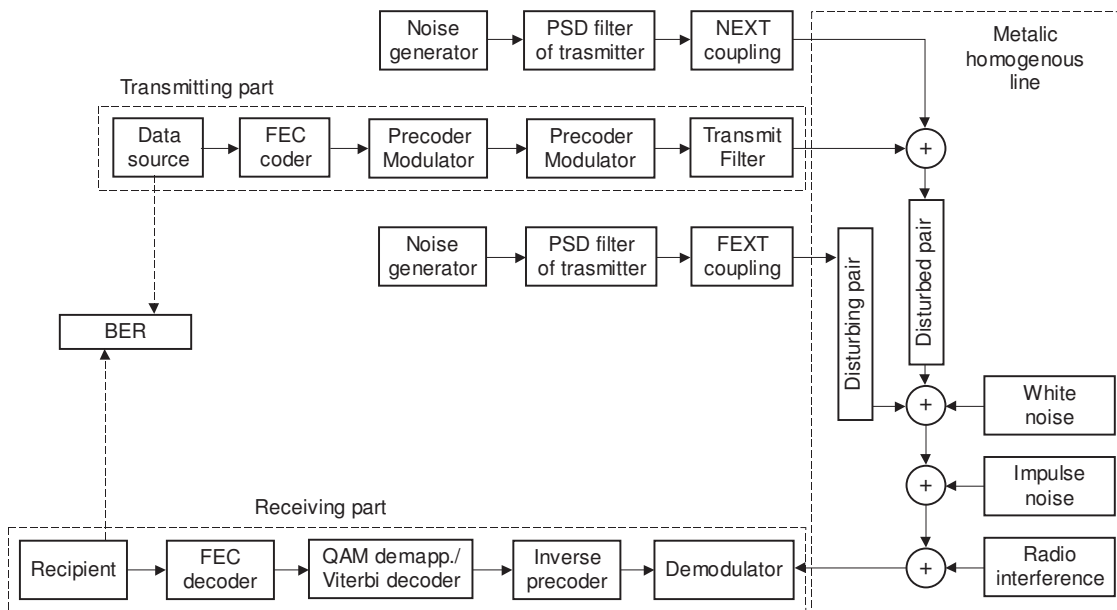 Noise
generator
PSD filter
of trasmitter
NEXT
coupling
Metalic
homogenous
line
Transmitting part
Data
source
FEC
coder
Precoder
Modulator
Precoder
Modulator
Transmit
Filter
+
Noise
generator
PSD filter
of trasmitter
FEXT
coupling
Disturbing pair
Disturbed pair
BER
+
White
noise
+
Impulse
noise
Receiving part
Recipient
FEC
decoder
QAM demapp./
Viterbi decoder
Inverse
precoder
Demodulator
+
Radio
interference